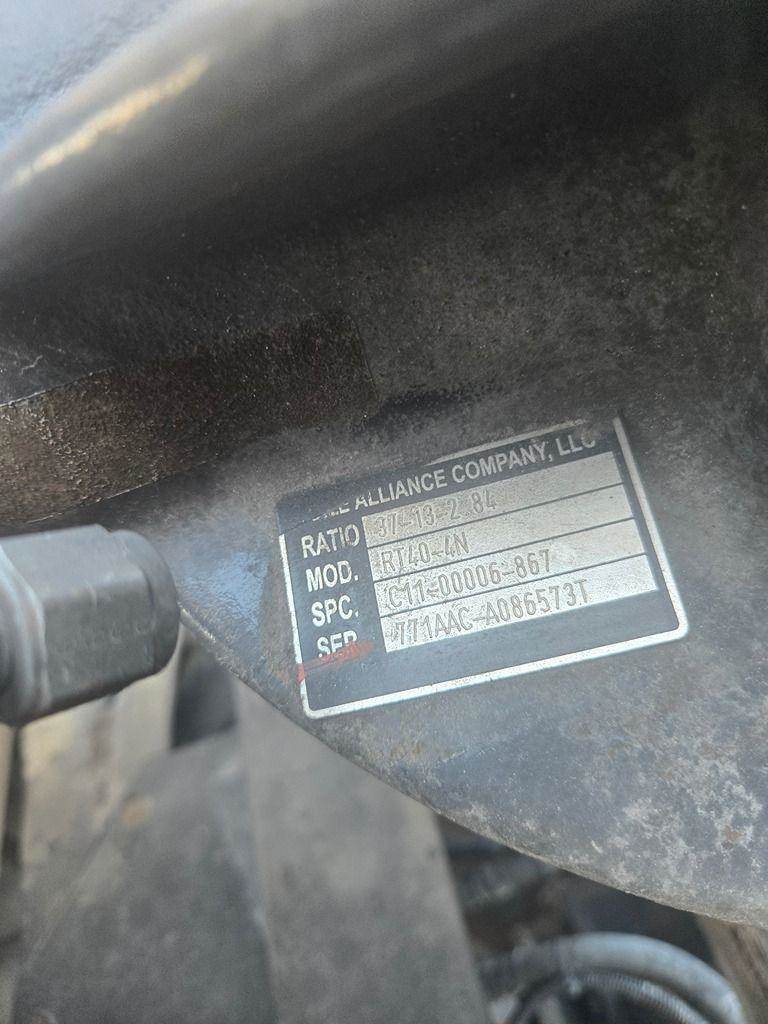 ALLIANCE COMPANY, LLC
RATIO 37-13-2.84
MOD. RT40-4N
SPC. C11-00006-867
SER. 771AAC-A086573T